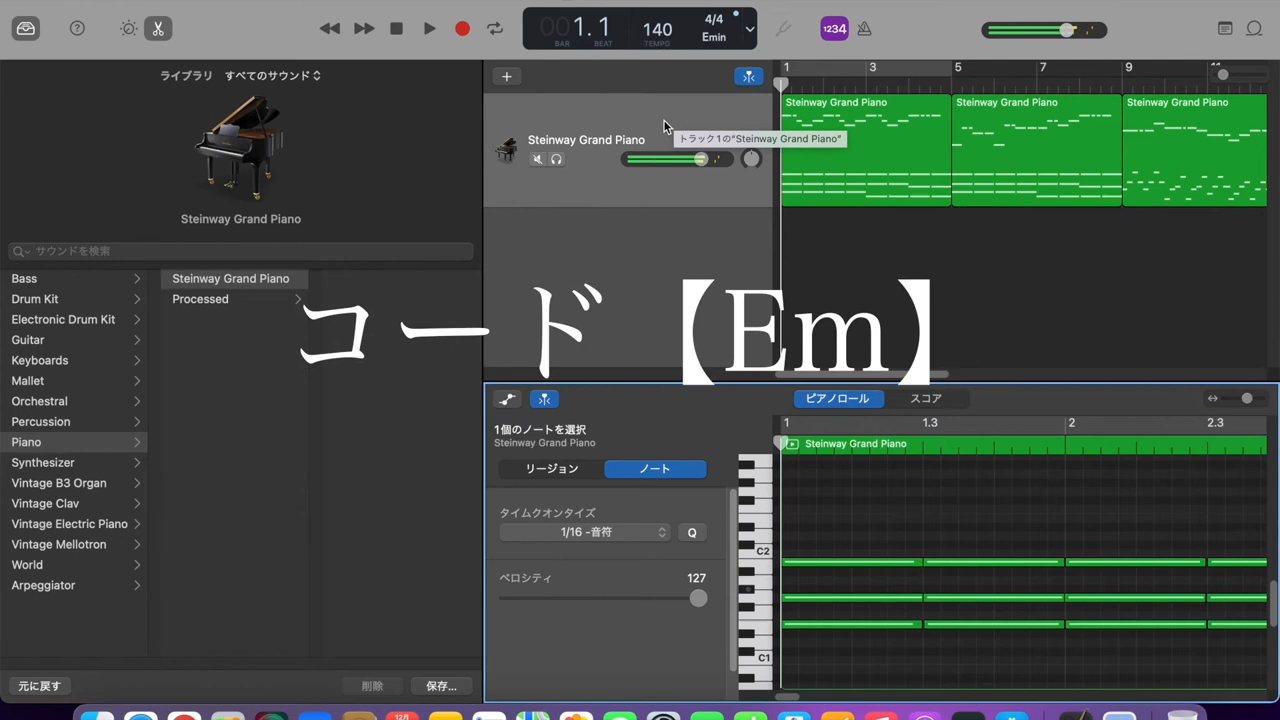 001.1
BAR
BEAT
140
TEMPO
4/4
Emin
1234
ライブラリ
すべてのサウンド
Steinway Grand Piano
サウンドを検索
Bass
Drum Kit
Electronic Drum Kit
Guitar
Keyboards
Mallet
Orchestral
Percussion
Piano
Synthesizer
Vintage B3 Organ
Vintage Clav
Vintage Electric Piano
Vintage Mellotron
World
Arpeggiator
Steinway Grand Piano
Processed
元に戻す
削除
保存...
1
3
5
7
9
Steinway Grand Piano
トラック1の“Steinway Grand Piano”
Steinway Grand Piano
Steinway Grand Piano
Steinway Grand Piano
コード【Em】
ピアノロール
スコア
1個のノートを選択
Steinway Grand Piano
リージョン
ノート
タイムクオンタイズ
1/16 -音符
Q
ベロシティ
127
1
1.3
2
2.3
Steinway Grand Piano
C2
C1
12月